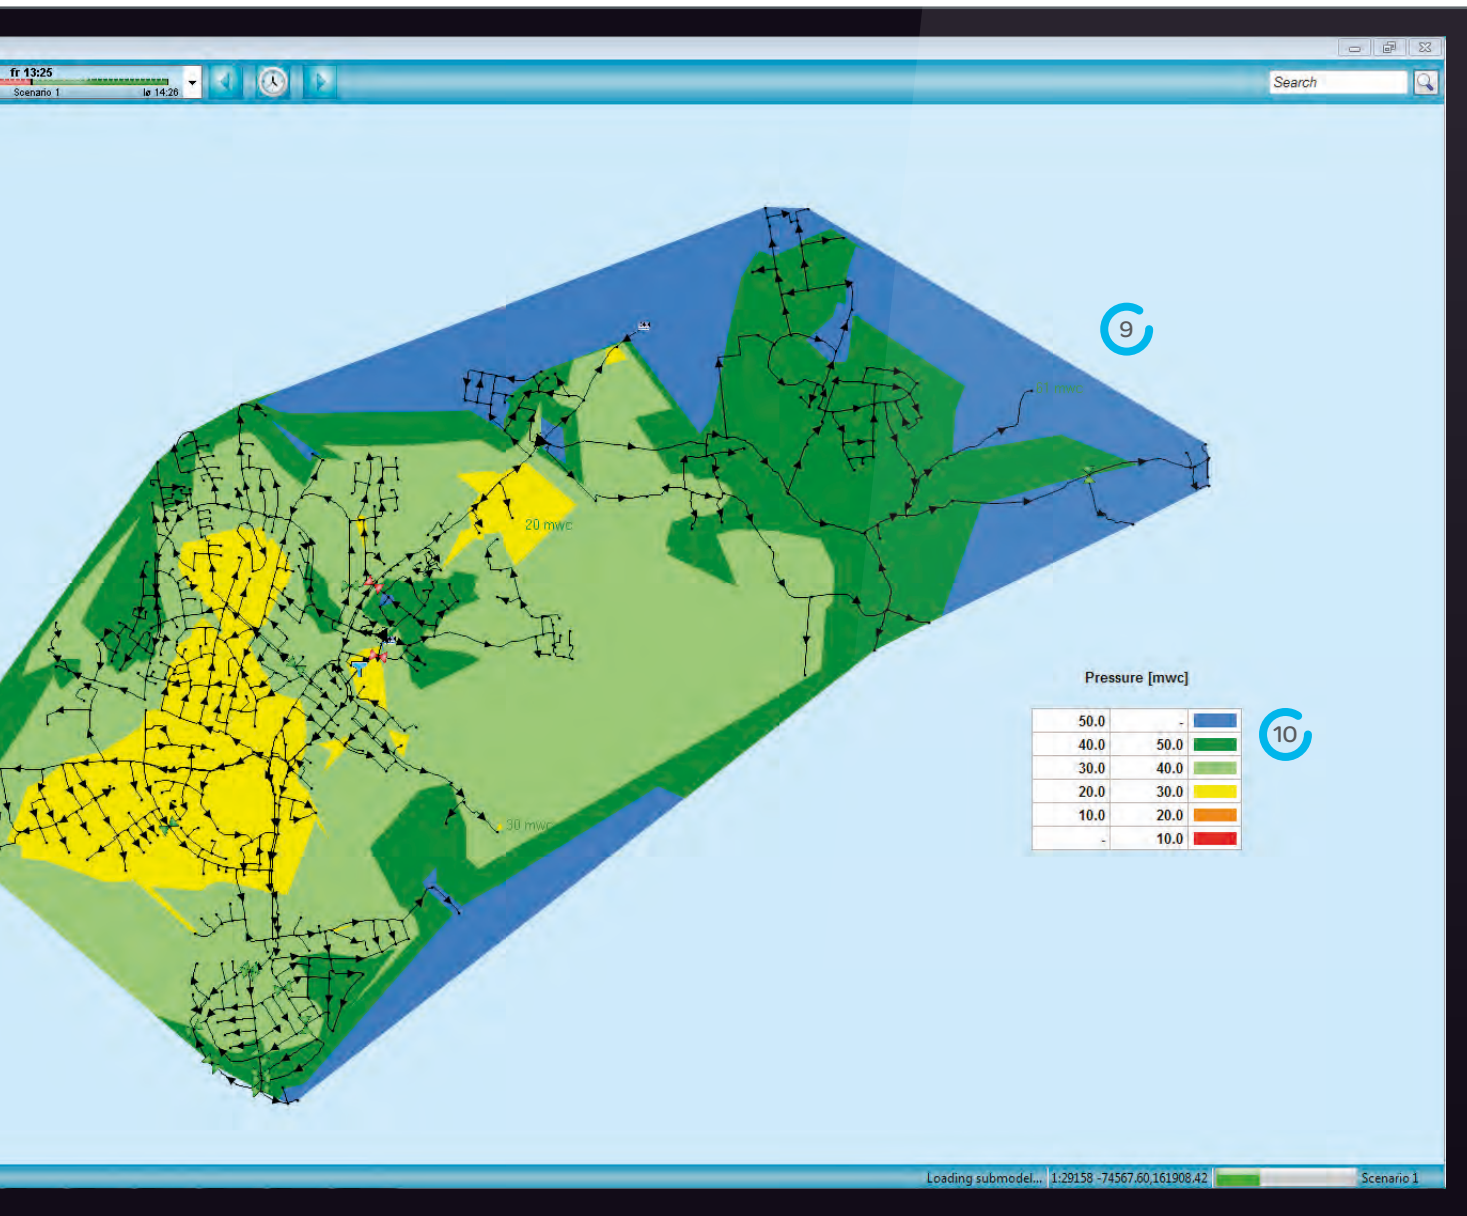 fr 13:25
Scenario 1
lø 14:26
Search
9
20 mwc
30 mwc
Pressure [mwc]
50.0 -
40.0 50.0
30.0 40.0
20.0 30.0
10.0 20.0
- 10.0
10
Loading submodel... 1:29158 -74567.60,161908.42 Scenario 1